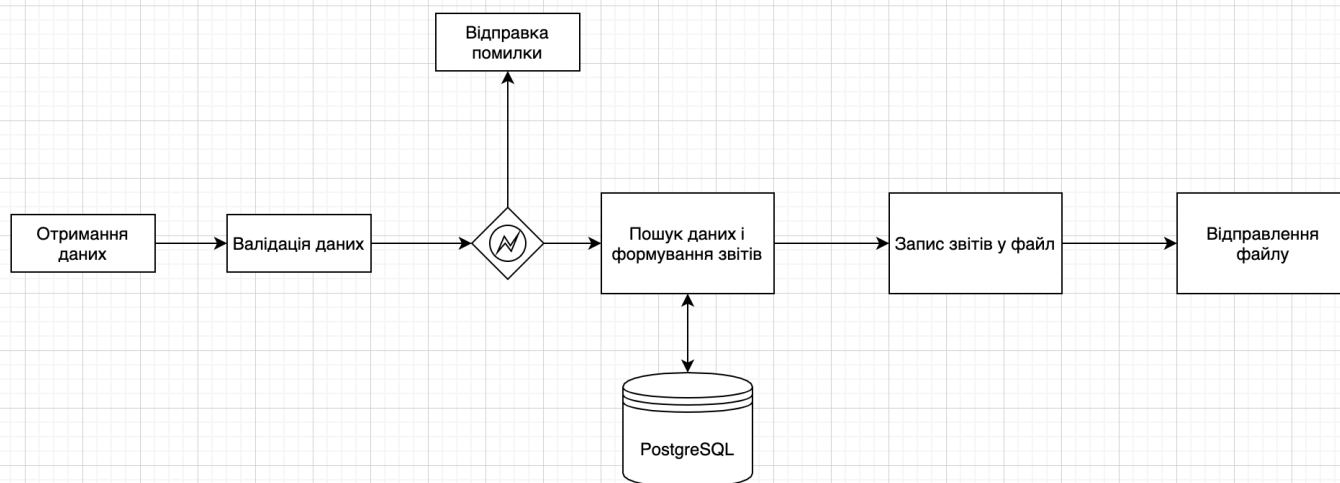 Відправка
помилки
Отримання
даних
Валідація даних
Пошук даних і
формування звітів
Запис звітів у файл
Відправлення
файлу
PostgreSQL